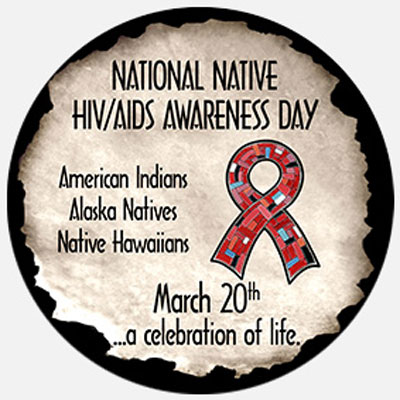 NATIONAL NATIVE
HIV/AIDS AWARENESS DAY
American Indians
Alaska Natives
Native Hawaiians
March 20th
...a celebration of life.